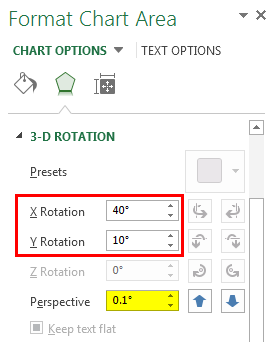 Format Chart Area
CHART OPTIONS TEXT OPTIONS
3-D ROTATION
Presets
X Rotation 40°
Y Rotation 10°
Z Rotation 0°
Perspective 0.1°
Keep text flat